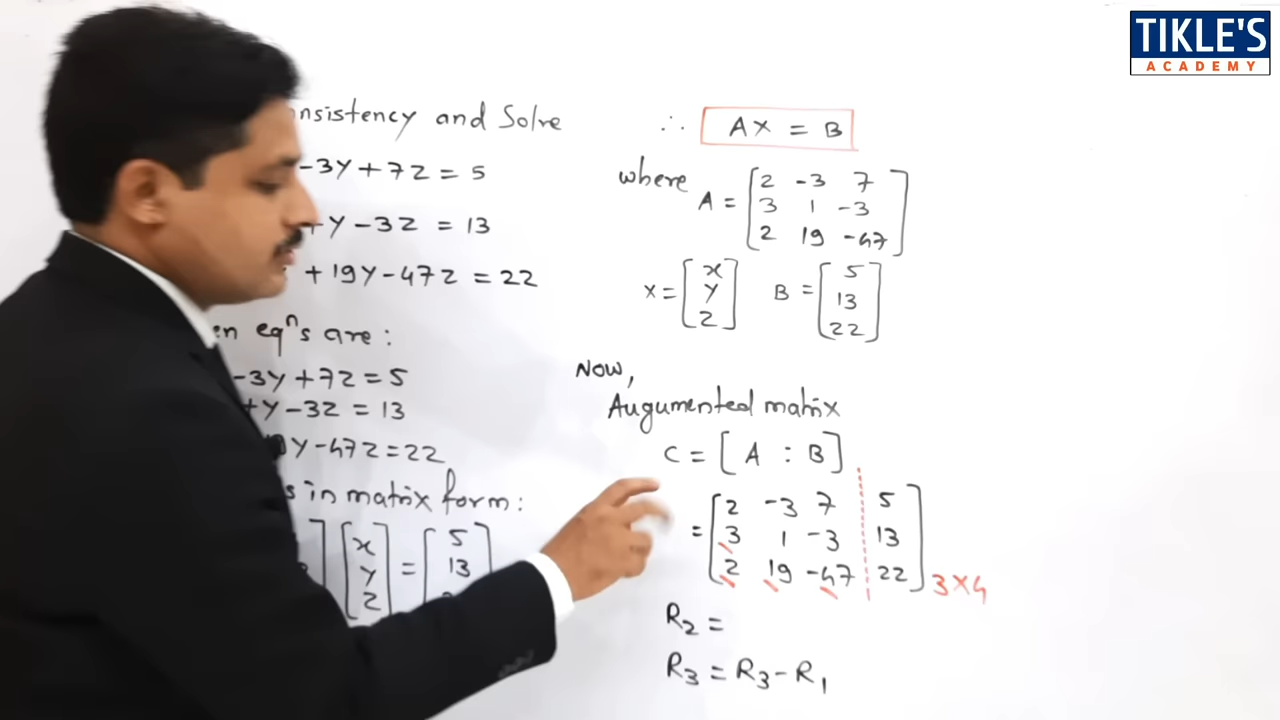 TIKLE'S
ACADEMY
and Solve
-3y+7z = 5
+y-3z = 13
+19y-47z = 22
eqⁿs are:
-3y+7z=5
+y-3z = 13
y-47z=22
in matrix form:
[x y z] = [5 13
∴ AX = B
where A = [2 -3 7
3 1 -3
2 19 -47]
X = [x y z] B = [5 13 22]
NOW,
Augumented matrix
C = [A : B]
= [2 -3 7 5
3 1 -3 13
2 19 -47 22] 3×4
R₂ =
R₃ = R₃-R₁